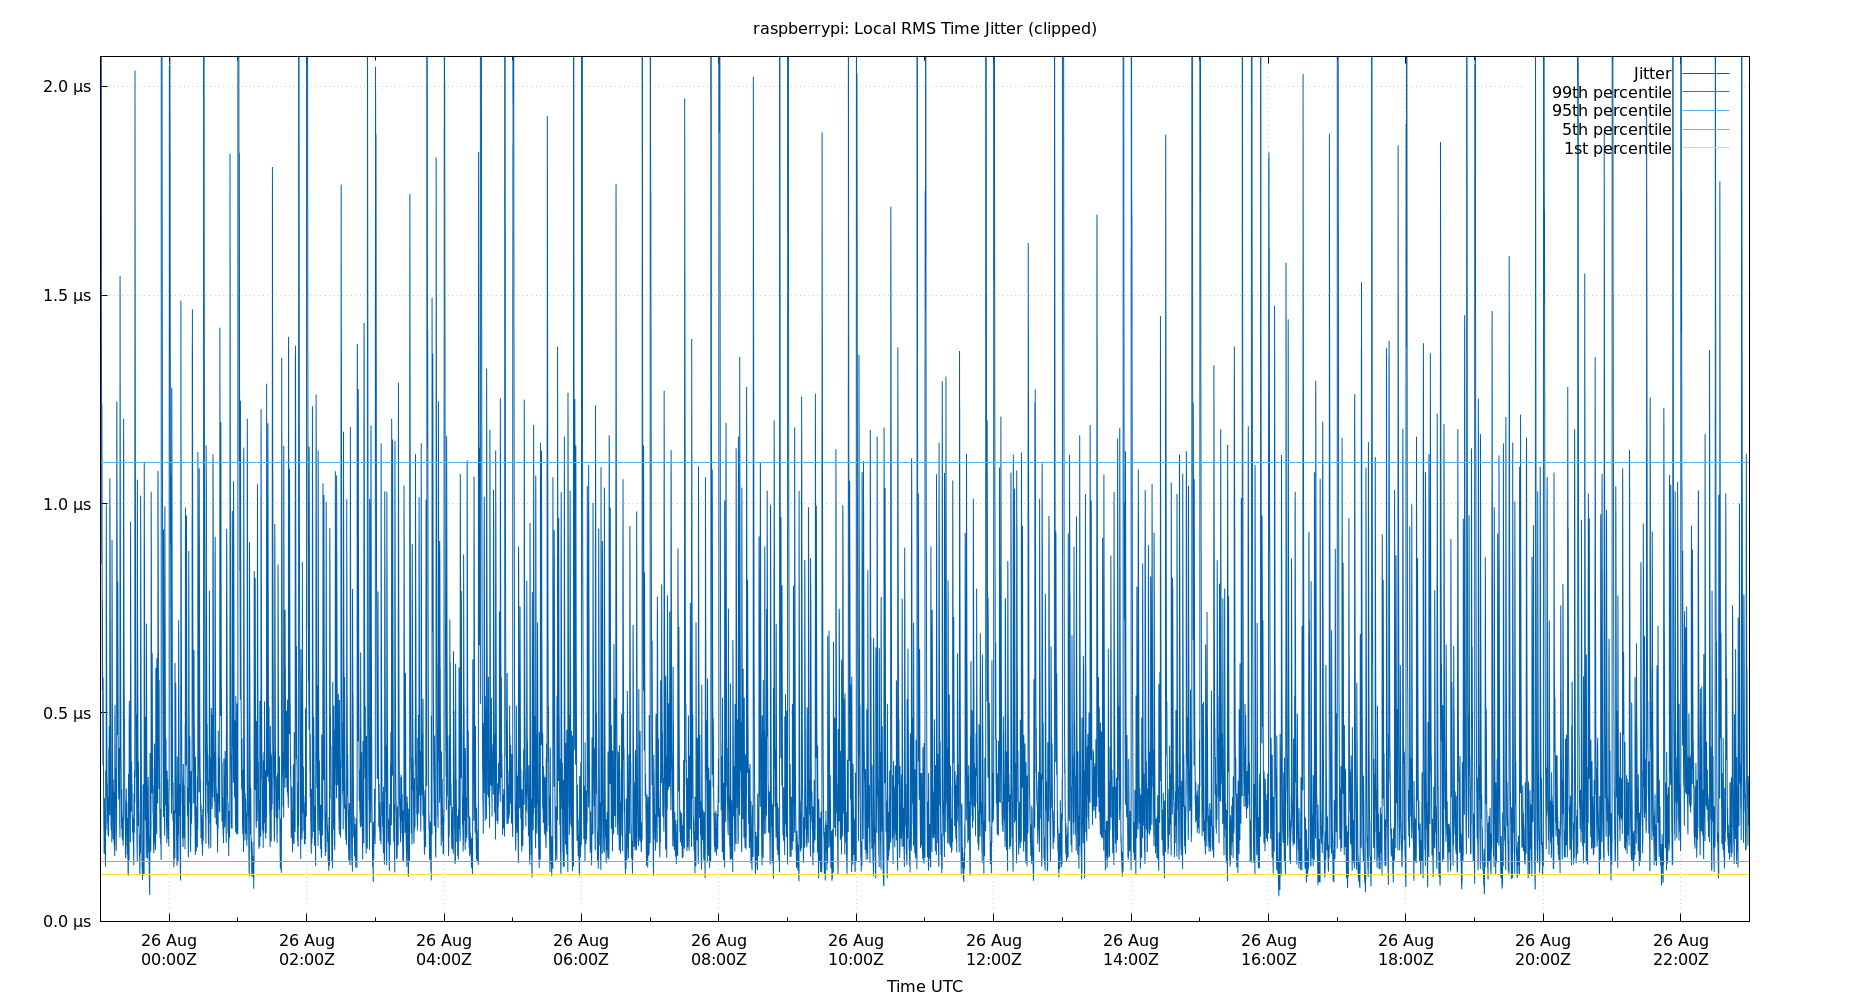 raspberrypi: Local RMS Time Jitter (clipped)
Jitter
99th percentile
95th percentile
5th percentile
1st percentile
2.0 µs
1.5 µs
1.0 µs
0.5 µs
0.0 µs
26 Aug 26 Aug 26 Aug 26 Aug 26 Aug 26 Aug 26 Aug 26 Aug 26 Aug 26 Aug 26 Aug 26 Aug
00:00Z 02:00Z 04:00Z 06:00Z 08:00Z 10:00Z 12:00Z 14:00Z 16:00Z 18:00Z 20:00Z 22:00Z
Time UTC